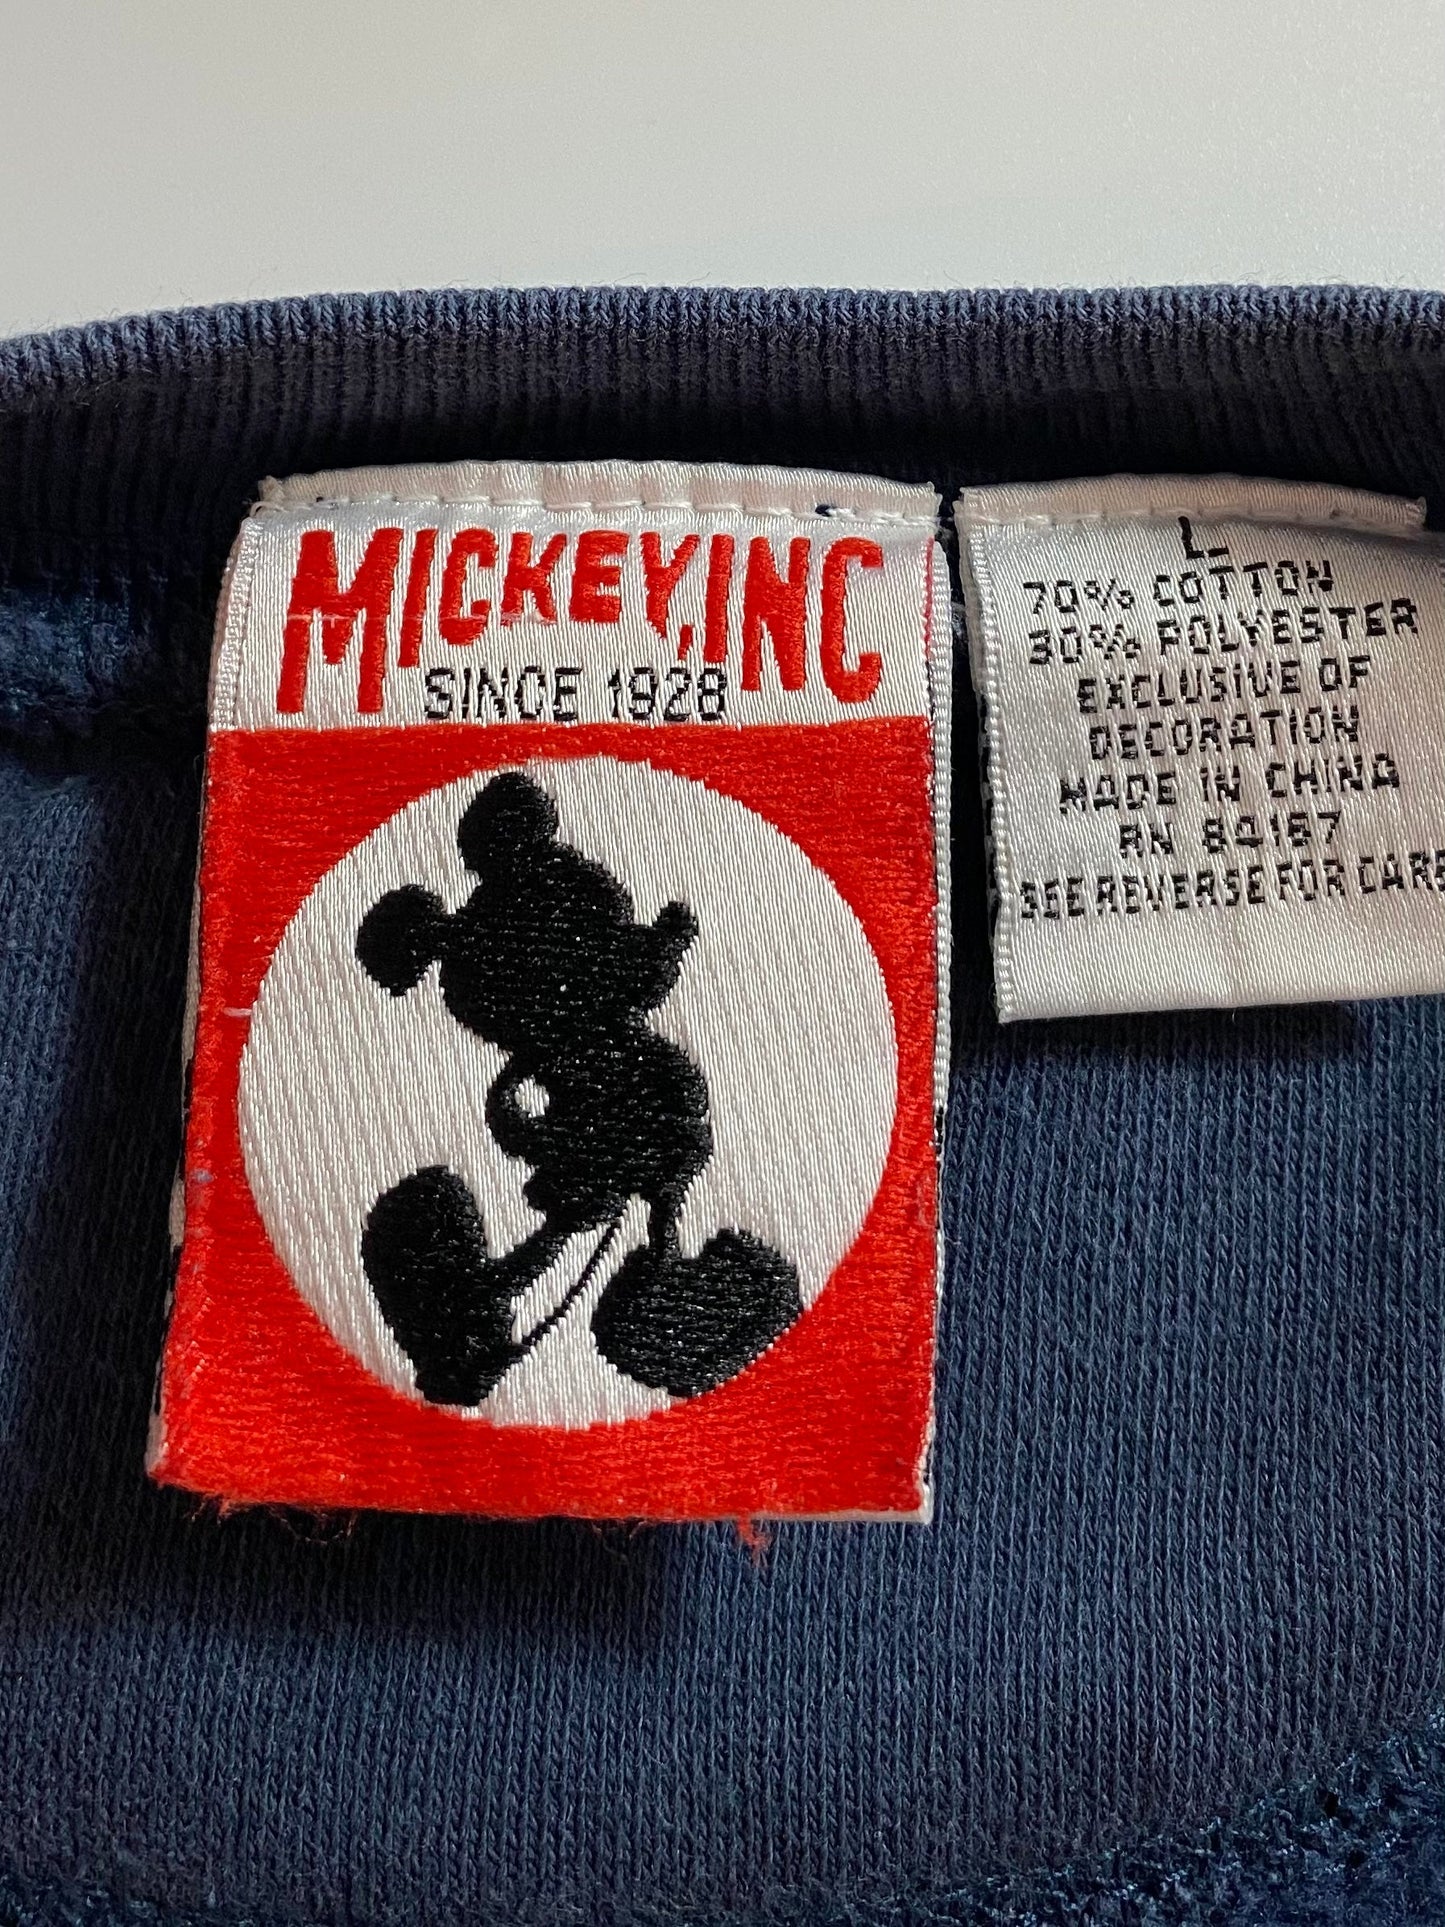 MICKEY, INC
SINCE 1928
L
70% COTTON
30% POLYESTER
EXCLUSIVE OF
DECORATION
MADE IN CHINA
RN 84167
SEE REVERSE FOR CARE